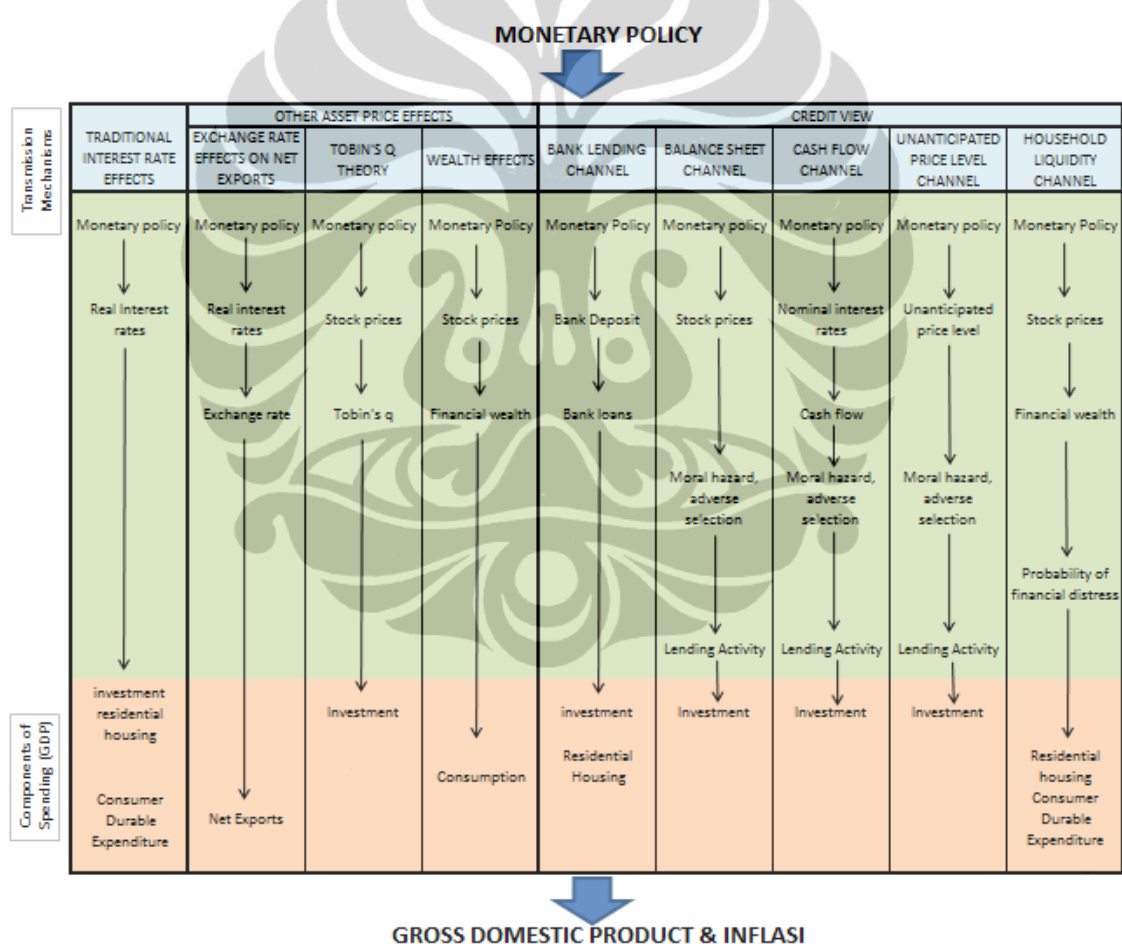 MONETARY POLICY
Transmission
Mechanisms
TRADITIONAL
INTEREST RATE
EFFECTS
OTHER ASSET PRICE EFFECTS
EXCHANGE RATE
EFFECTS ON NET
EXPORTS
TOBIN'S Q
THEORY
WEALTH EFFECTS
CREDIT VIEW
BANK LENDING
CHANNEL
BALANCE SHEET
CHANNEL
CASH FLOW
CHANNEL
UNANTICIPATED
PRICE LEVEL
CHANNEL
HOUSEHOLD
LIQUIDITY
CHANNEL
Monetary policy
Real Interest
rates
investment
residential
housing
Consumer
Durable
Expenditure
Monetary policy
Real interest
rates
Exchange rate
Net Exports
Monetary policy
Stock prices
Tobin's q
Investment
Monetary Policy
Stock prices
Financial wealth
Consumption
Monetary Policy
Bank Deposit
Bank loans
investment
Residential
Housing
Monetary policy
Stock prices
Moral hazard,
adverse
selection
Lending Activity
Investment
Monetary policy
Nominal interest
rates
Cash flow
Moral hazard,
adverse
selection
Lending Activity
Investment
Monetary policy
Unanticipated
price level
Moral hazard,
adverse
selection
Lending Activity
Investment
Monetary Policy
Stock prices
Financial wealth
Probability of
financial distress
Residential
housing
Consumer
Durable
Expenditure
Components of
Spending (GDP)
GROSS DOMESTIC PRODUCT & INFLASI